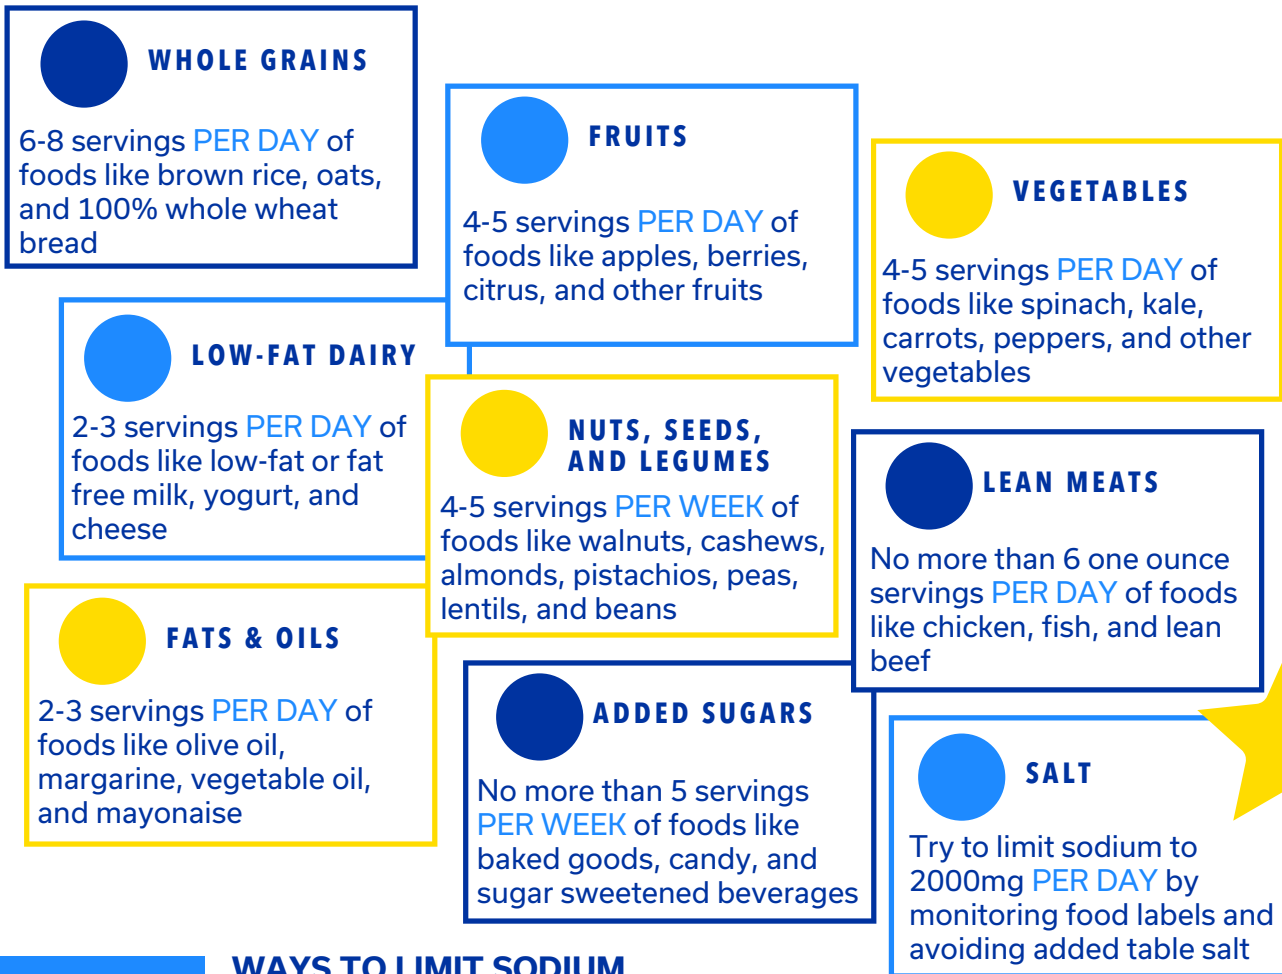 WHOLE GRAINS
6-8 servings PER DAY of
foods like brown rice, oats,
and 100% whole wheat
bread
FRUITS
4-5 servings PER DAY of
foods like apples, berries,
citrus, and other fruits
VEGETABLES
4-5 servings PER DAY of
foods like spinach, kale,
carrots, peppers, and other
vegetables
LOW-FAT DAIRY
2-3 servings PER DAY of
foods like low-fat or fat
free milk, yogurt, and
cheese
NUTS, SEEDS,
AND LEGUMES
4-5 servings PER WEEK of
foods like walnuts, cashews,
almonds, pistachios, peas,
lentils, and beans
LEAN MEATS
No more than 6 one ounce
servings PER DAY of foods
like chicken, fish, and lean
beef
FATS & OILS
2-3 servings PER DAY of
foods like olive oil,
margarine, vegetable oil,
and mayonaise
ADDED SUGARS
No more than 5 servings
PER WEEK of foods like
baked goods, candy, and
sugar sweetened beverages
SALT
Try to limit sodium to
2000mg PER DAY by
monitoring food labels and
avoiding added table salt
WAYS TO LIMIT SODIUM